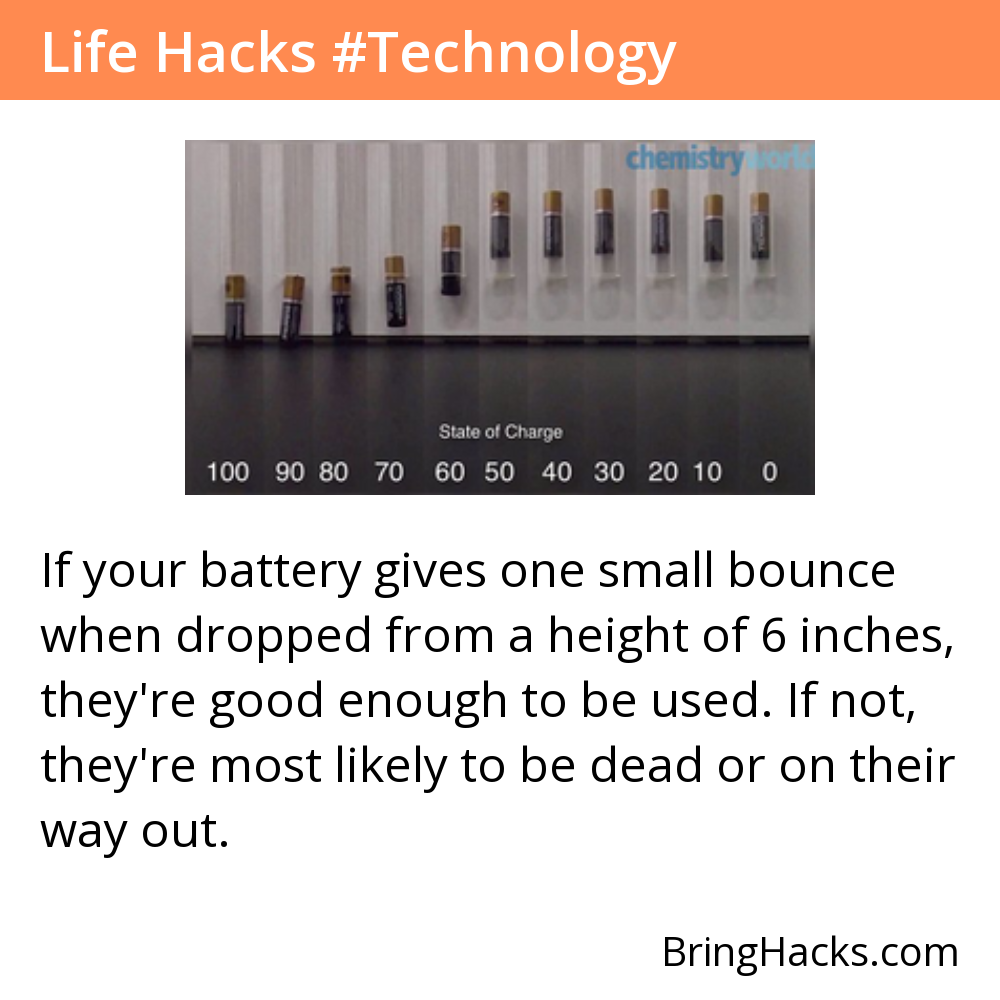 Life Hacks #Technology
chemistryworld
State of Charge
100 90 80 70 60 50 40 30 20 10 0
If your battery gives one small bounce
when dropped from a height of 6 inches,
they're good enough to be used. If not,
they're most likely to be dead or on their
way out.
BringHacks.com